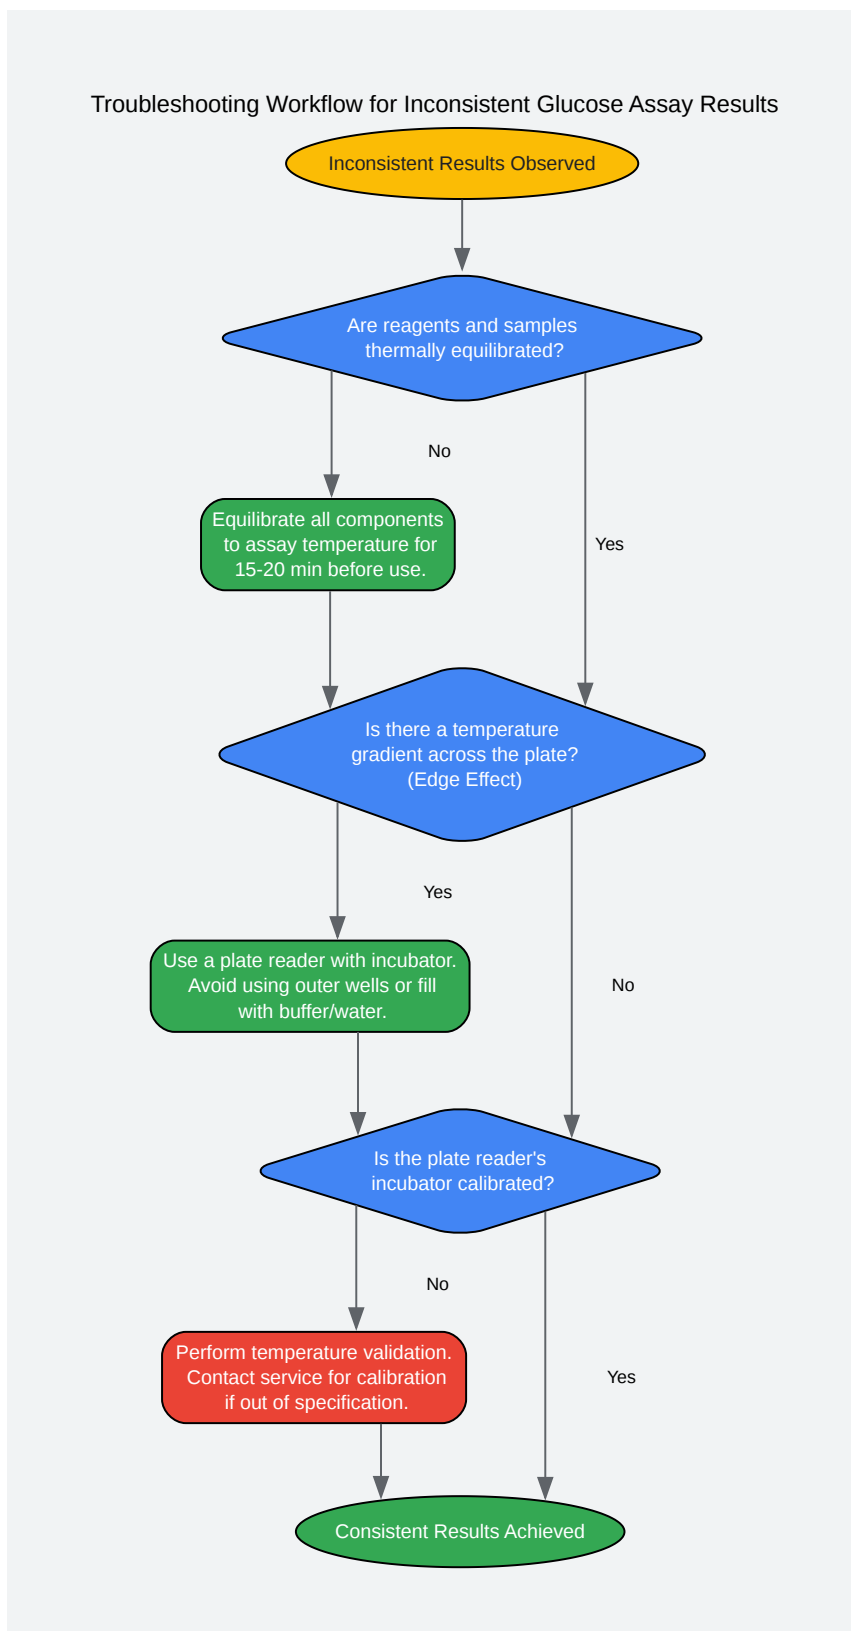 Troubleshooting Workflow for Inconsistent Glucose Assay Results
Inconsistent Results Observed
Are reagents and samples
thermally equilibrated?
No
Equilibrate all components
to assay temperature for
15-20 min before use.
Yes
Is there a temperature
gradient across the plate?
(Edge Effect)
Yes
Use a plate reader with incubator.
Avoid using outer wells or fill
with buffer/water.
No
Is the plate reader's
incubator calibrated?
No
Perform temperature validation.
Contact service for calibration
if out of specification.
Yes
Consistent Results Achieved